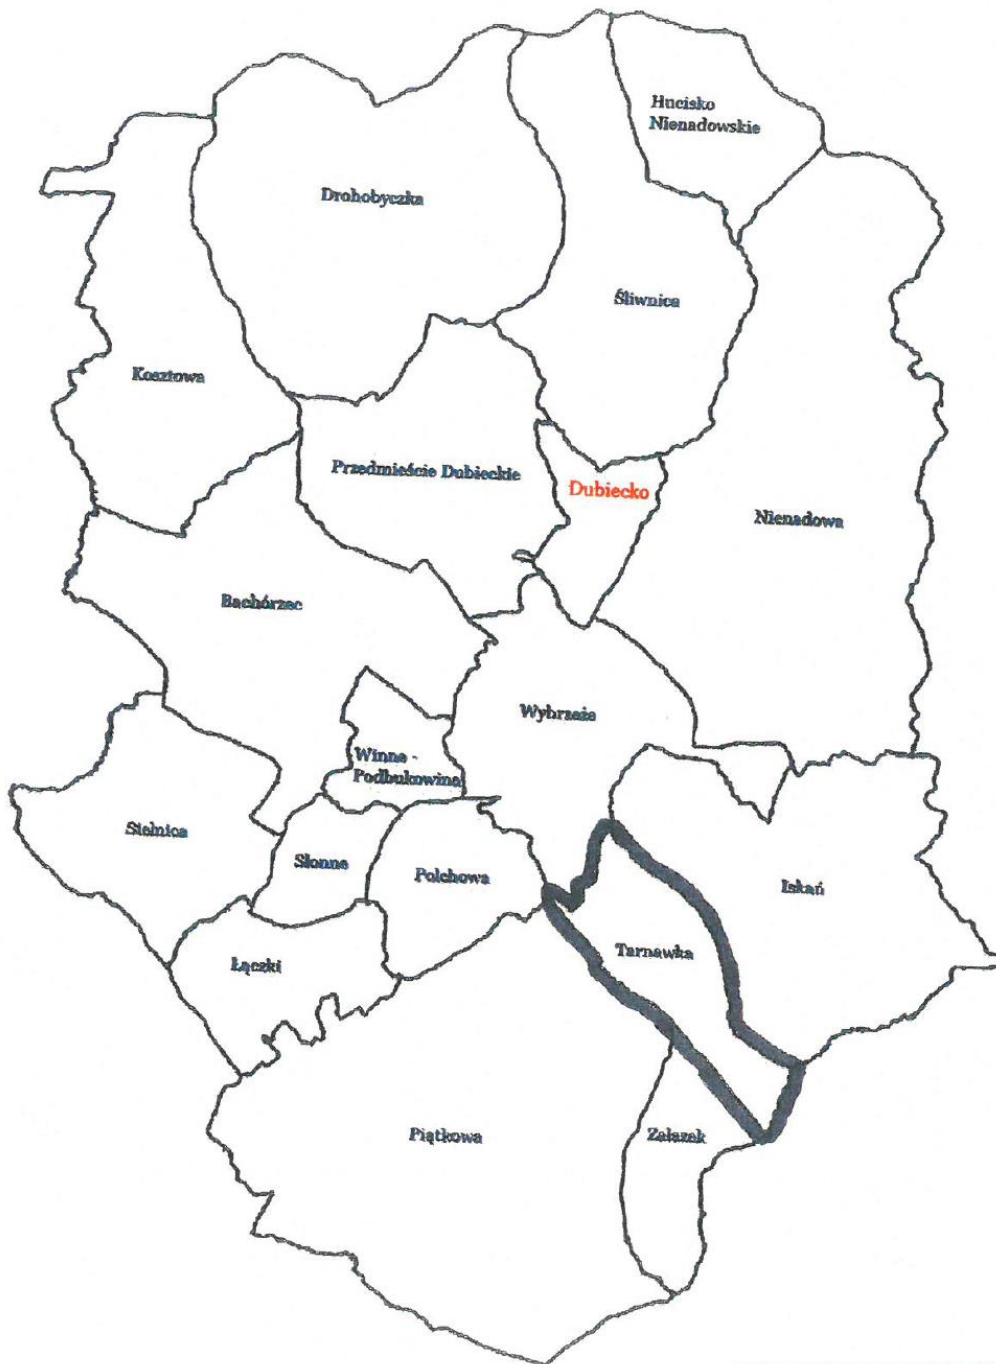 Hucisko
Nienadowskie
Drohobyczka
Śliwnica
Kosztowa
Przedmieście Dubieckie
Dubiecko
Nienadowa
Bachórzec
Wybrzeże
Winne -
Podbukowina
Sielnica
Słonne
Polchowa
Iskań
Tarnawka
Łączki
Piątkowa
Załazek